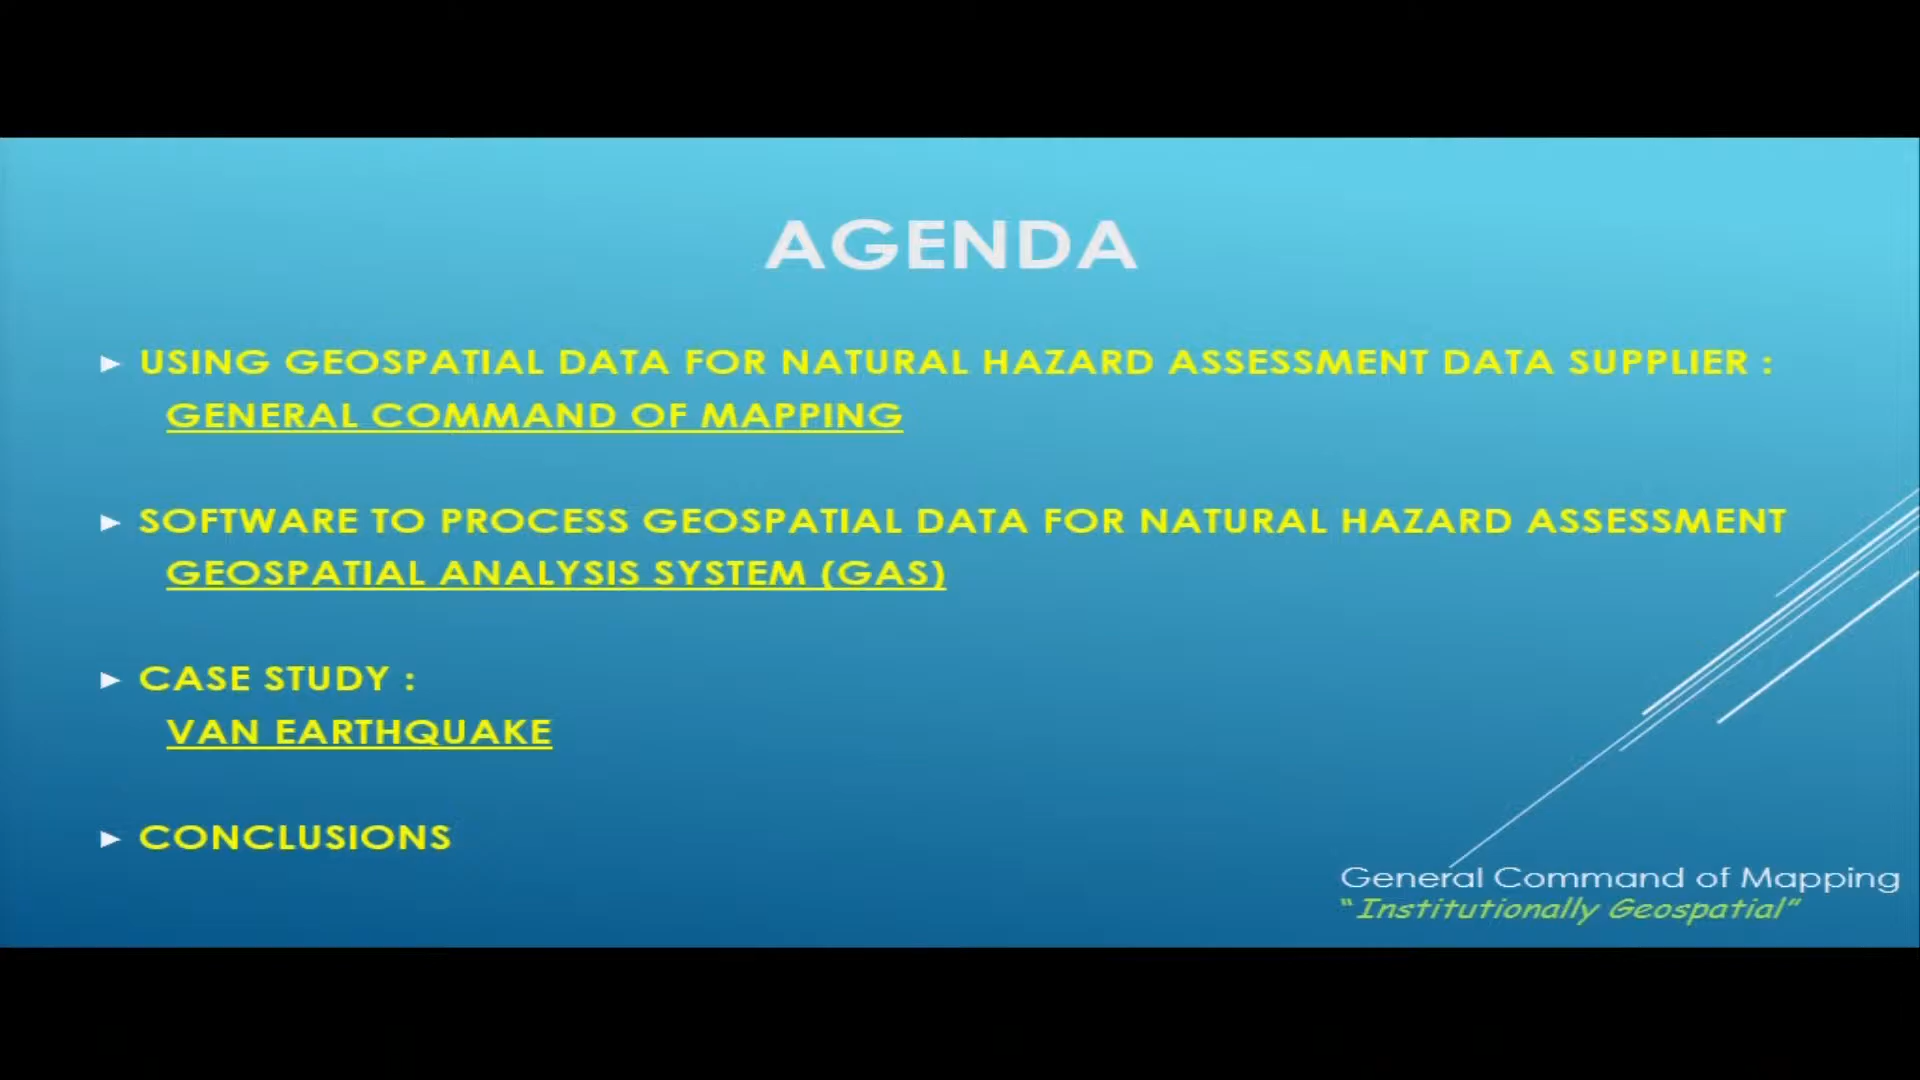 AGENDA
► USING GEOSPATIAL DATA FOR NATURAL HAZARD ASSESSMENT DATA SUPPLIER :
GENERAL COMMAND OF MAPPING
► SOFTWARE TO PROCESS GEOSPATIAL DATA FOR NATURAL HAZARD ASSESSMENT
GEOSPATIAL ANALYSIS SYSTEM (GAS)
► CASE STUDY :
VAN EARTHQUAKE
► CONCLUSIONS
General Command of Mapping
“Institutionally Geospatial”